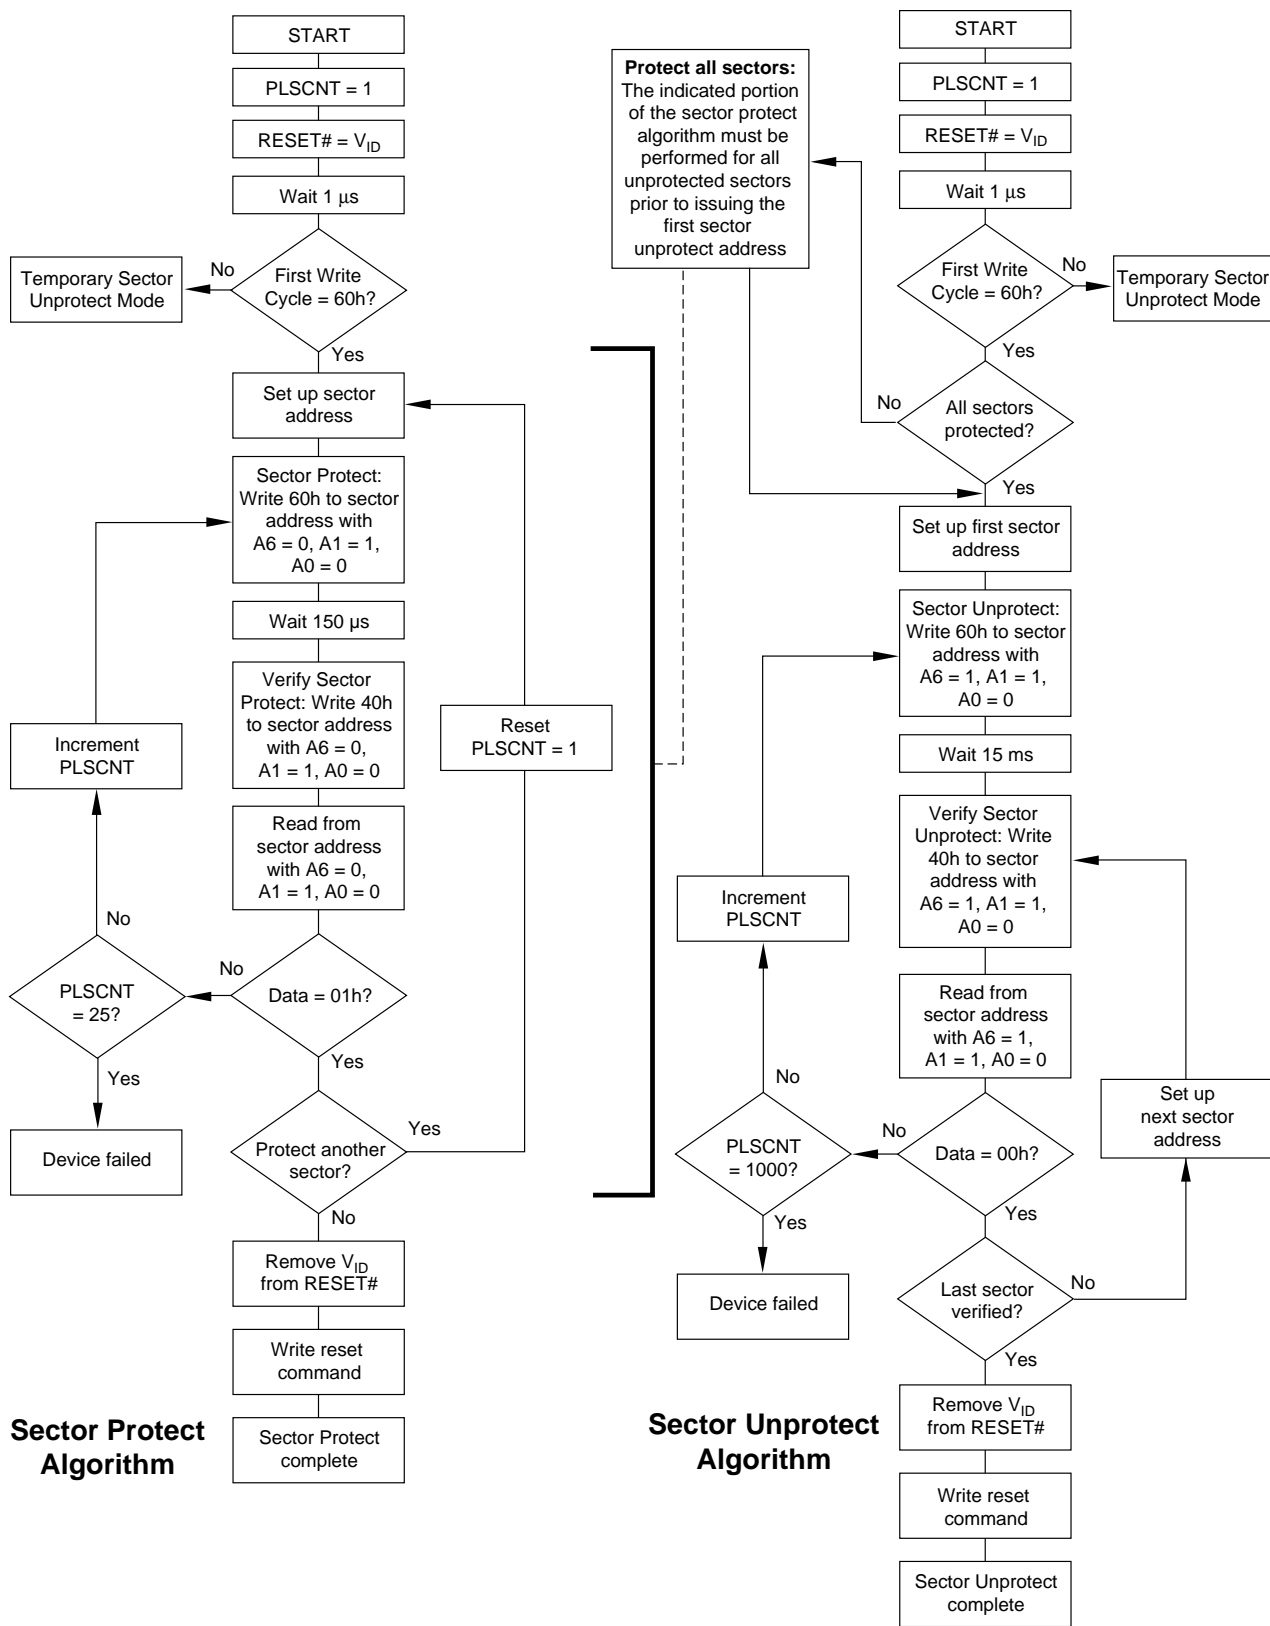 START
PLSCNT = 1
RESET# = VID
Wait 1 μs
First Write
Cycle = 60h?
No
Temporary Sector
Unprotect Mode
Yes
Set up sector
address
Sector Protect:
Write 60h to sector
address with
A6 = 0, A1 = 1,
A0 = 0
Wait 150 µs
Verify Sector
Protect: Write 40h
to sector address
with A6 = 0,
A1 = 1, A0 = 0
Increment
PLSCNT
Reset
PLSCNT = 1
Read from
sector address
with A6 = 0,
A1 = 1, A0 = 0
No
PLSCNT
= 25?
No
Data = 01h?
Yes
Yes
Device failed
Protect another
sector?
Yes
No
Remove VID
from RESET#
Write reset
command
Sector Protect
complete
Sector Protect
Algorithm
Protect all sectors:
The indicated portion
of the sector protect
algorithm must be
performed for all
unprotected sectors
prior to issuing the
first sector
unprotect address
START
PLSCNT = 1
RESET# = VID
Wait 1 μs
First Write
Cycle = 60h?
No
Temporary Sector
Unprotect Mode
Yes
No
All sectors
protected?
Yes
Set up first sector
address
Sector Unprotect:
Write 60h to sector
address with
A6 = 1, A1 = 1,
A0 = 0
Wait 15 ms
Verify Sector
Unprotect: Write
40h to sector
address with
A6 = 1, A1 = 1,
A0 = 0
Increment
PLSCNT
Read from
sector address
with A6 = 1,
A1 = 1, A0 = 0
No
Set up
next sector
address
PLSCNT
= 1000?
No
Data = 00h?
Yes
Yes
Device failed
Last sector
verified?
No
Yes
Remove VID
from RESET#
Write reset
command
Sector Unprotect
complete
Sector Unprotect
Algorithm